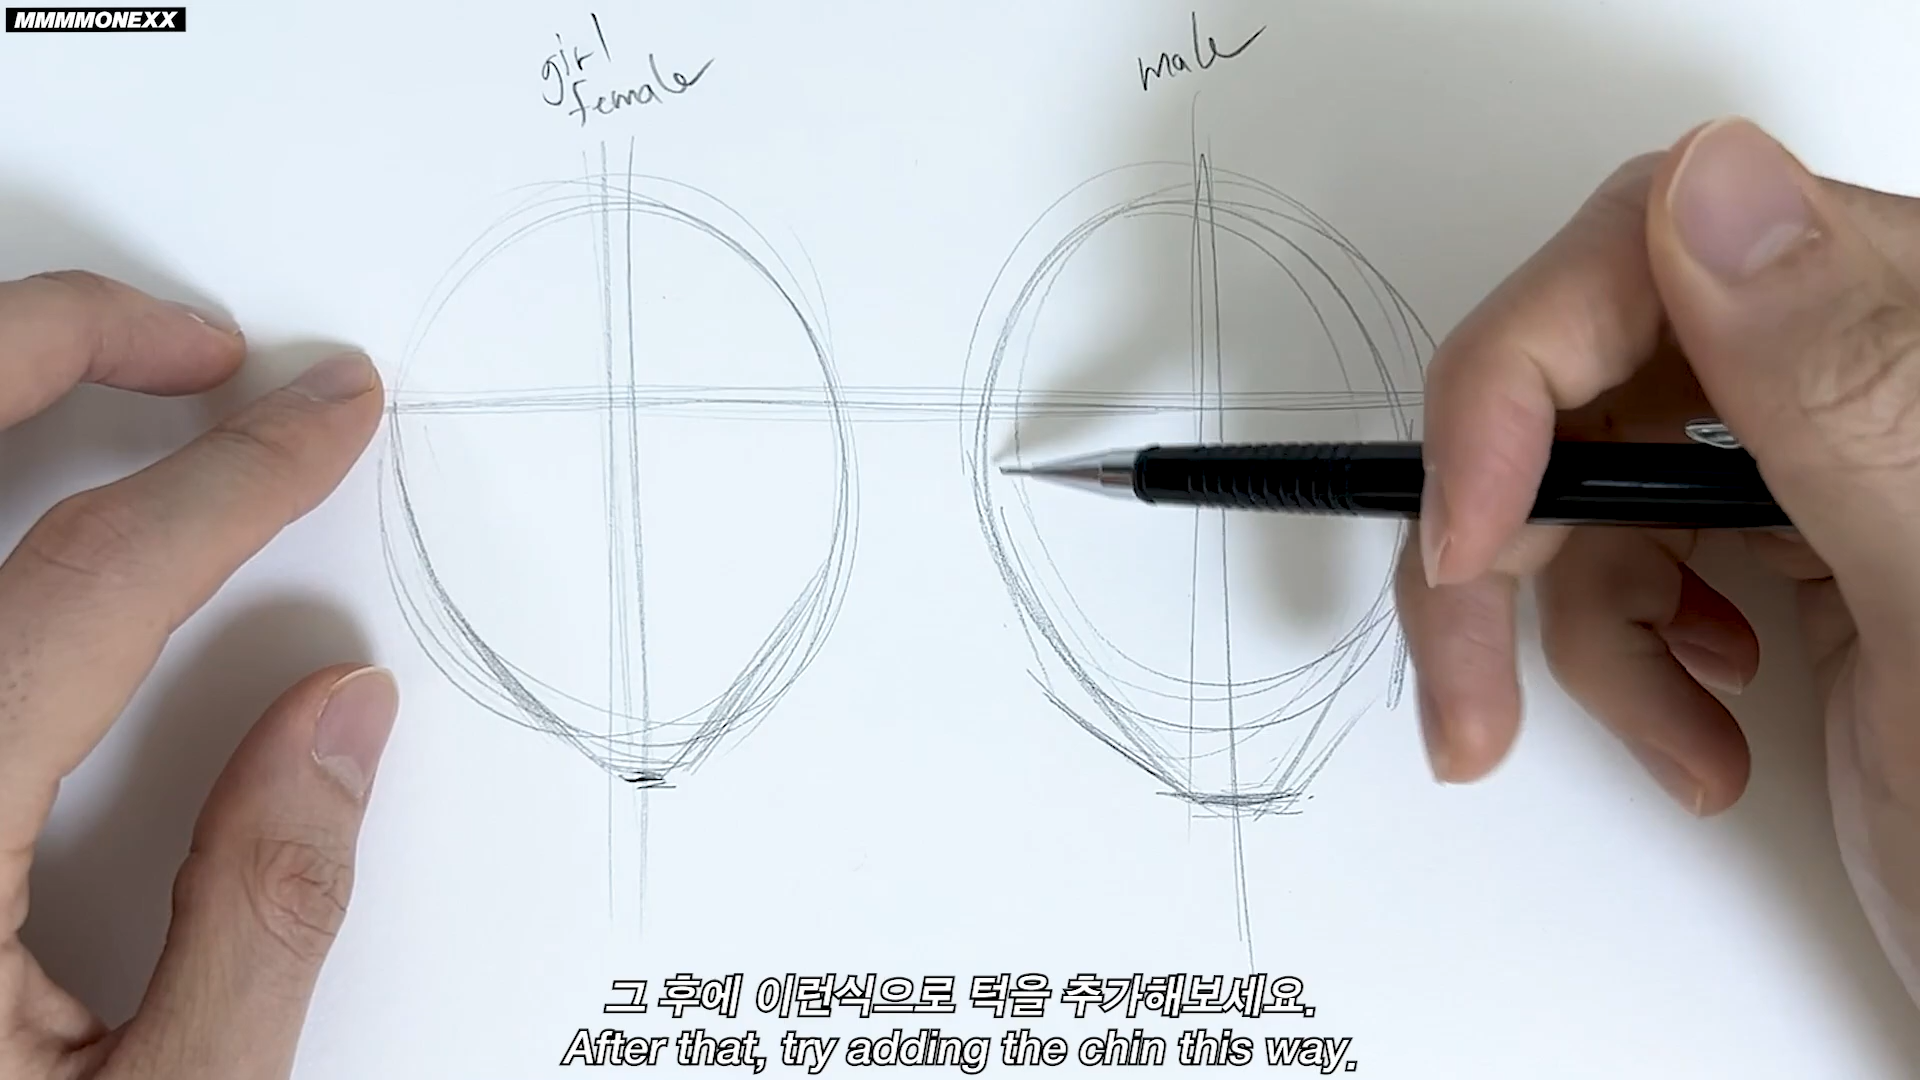 MMMMONEXX
girl
female
male
그 후에 이런식으로 턱을 추가해보세요.
After that, try adding the chin this way.